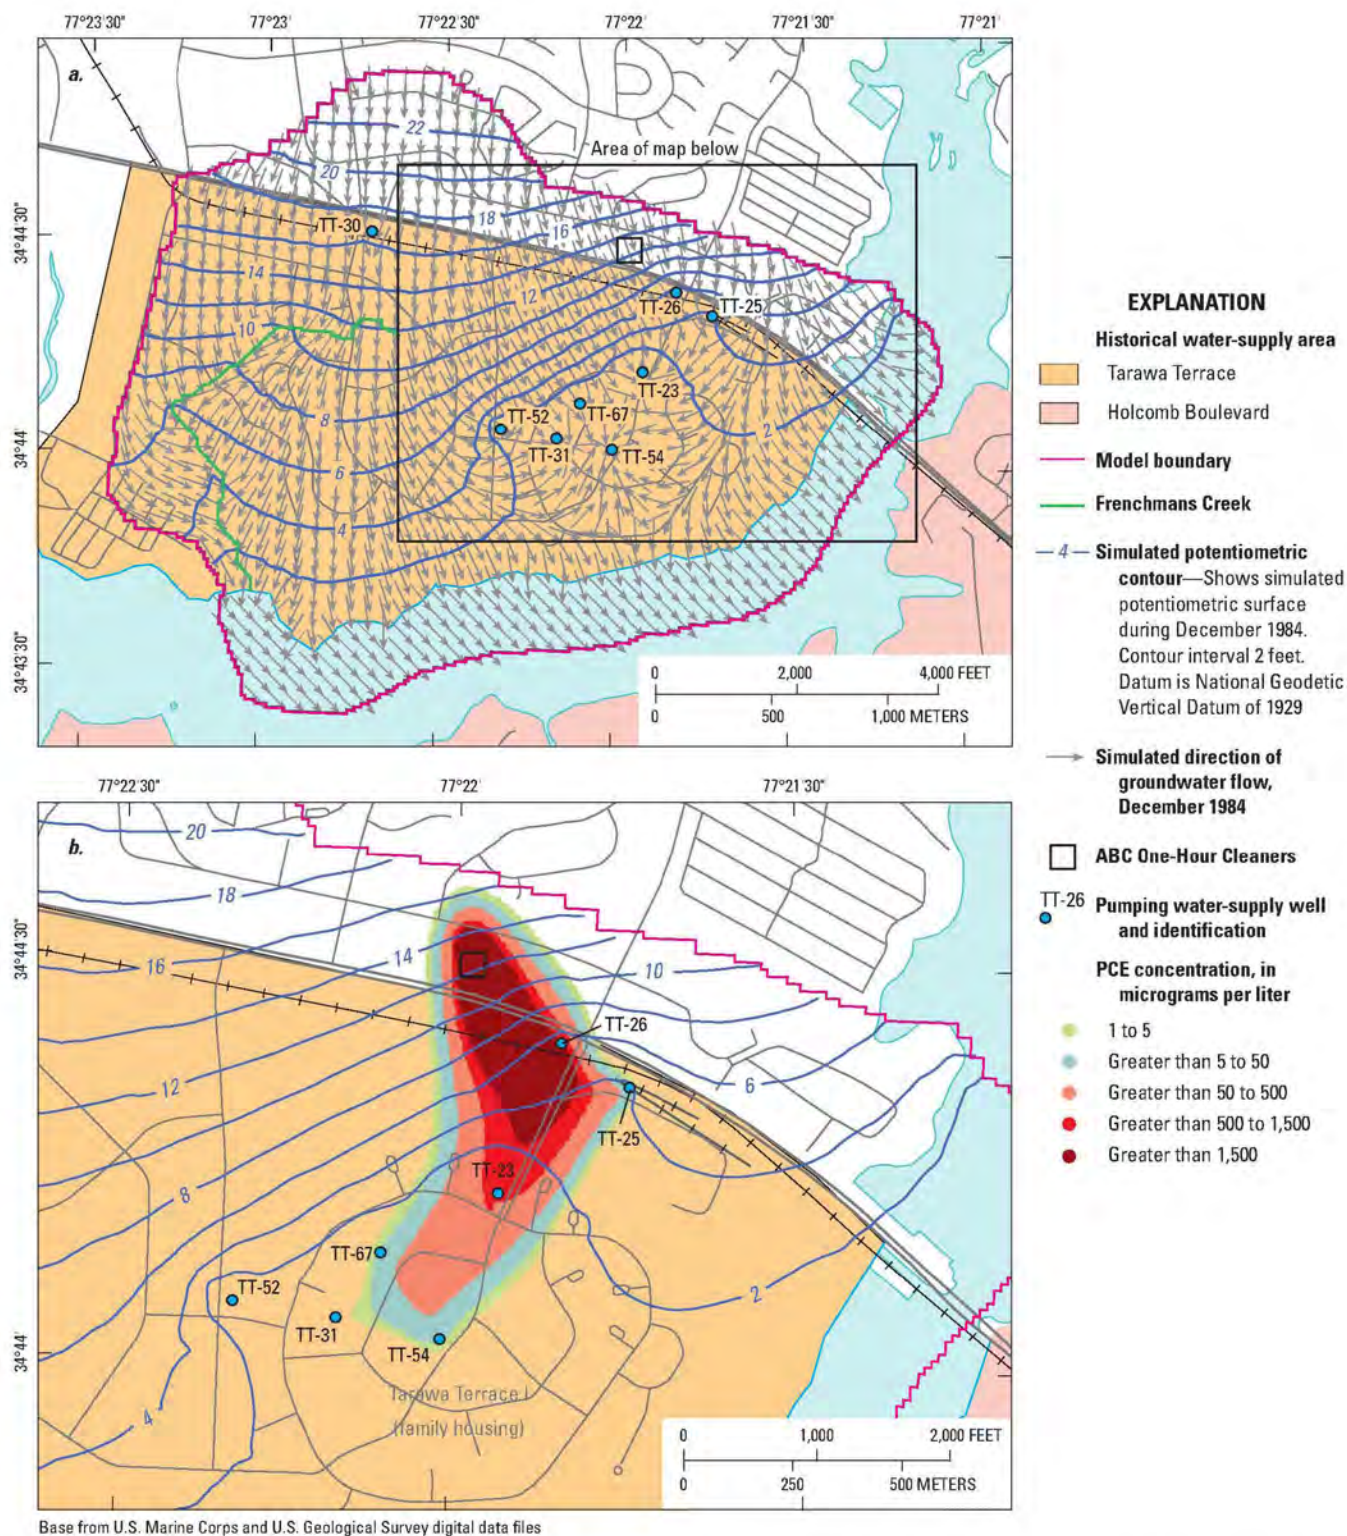 77°23'30"
77°23'
77°22'30"
77°22'
77°21'30"
77°21'
a.
22
Area of map below
20
18
34°44'30"
TT-30
16
14
12
TT-26
TT-25
10
TT-23
8
TT-52
TT-67
2
34°44'
TT-31
TT-54
6
4
34°43'30"
0 2,000 4,000 FEET
0 500 1,000 METERS
EXPLANATION
Historical water-supply area
Tarawa Terrace
Holcomb Boulevard
Model boundary
Frenchmans Creek
4 Simulated potentiometric
contour—Shows simulated
potentiometric surface
during December 1984.
Contour interval 2 feet.
Datum is National Geodetic
Vertical Datum of 1929
Simulated direction of
groundwater flow,
December 1984
ABC One-Hour Cleaners
TT-26 Pumping water-supply well
and identification
PCE concentration, in
micrograms per liter
1 to 5
Greater than 5 to 50
Greater than 50 to 500
Greater than 500 to 1,500
Greater than 1,500
77°22'30"
77°22'
77°21'30"
b.
20
18
34°44'30"
14
16
10
TT-26
12
6
TT-25
TT-23
8
TT-67
TT-52
2
TT-31
TT-54
34°44'
Tarawa Terrace I
(family housing)
4
0 1,000 2,000 FEET
0 250 500 METERS
Base from U.S. Marine Corps and U.S. Geological Survey digital data files